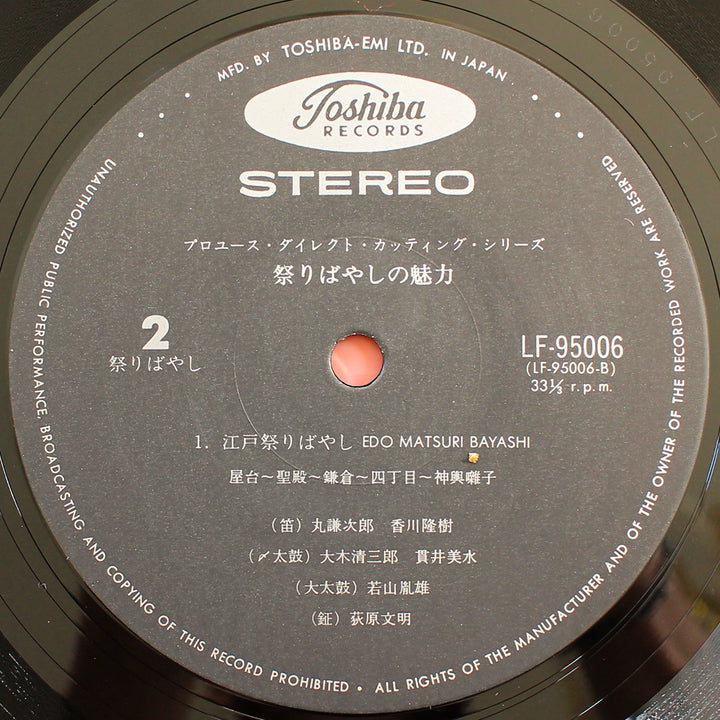 MFD. BY TOSHIBA-EMI LTD. IN JAPAN
Toshiba
RECORDS
STEREO
プロユース・ダイレクト・カッティング・シリーズ
祭りばやしの魅力
2
祭りばやし
LF-95006
(LF-95006-B)
33⅓ r.p.m.
1. 江戸祭りばやし EDO MATSURI BAYASHI
屋台～聖殿～鎌倉～四丁目～神輿囃子
（笛）丸謙次郎 香川隆樹
（〆太鼓）大木清三郎 貫井美水
（大太鼓）若山胤雄
（鉦）荻原文明
UNAUTHORIZED PUBLIC PERFORMANCE, BROADCASTING AND COPYING OF THIS RECORD PROHIBITED • ALL RIGHTS OF THE MANUFACTURER AND OF THE OWNER OF THE RECORDED WORK ARE RESERVED
LF 95006